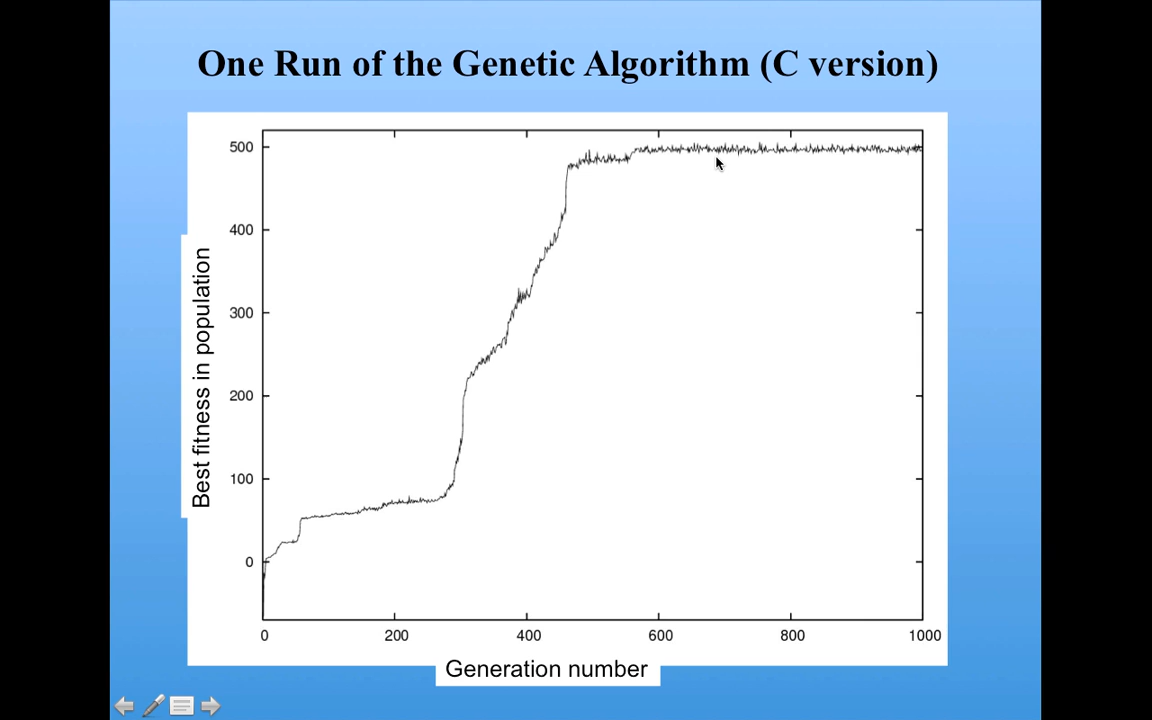 One Run of the Genetic Algorithm (C version)
500
400
300
200
100
0
Best fitness in population
0 200 400 600 800 1000
Generation number